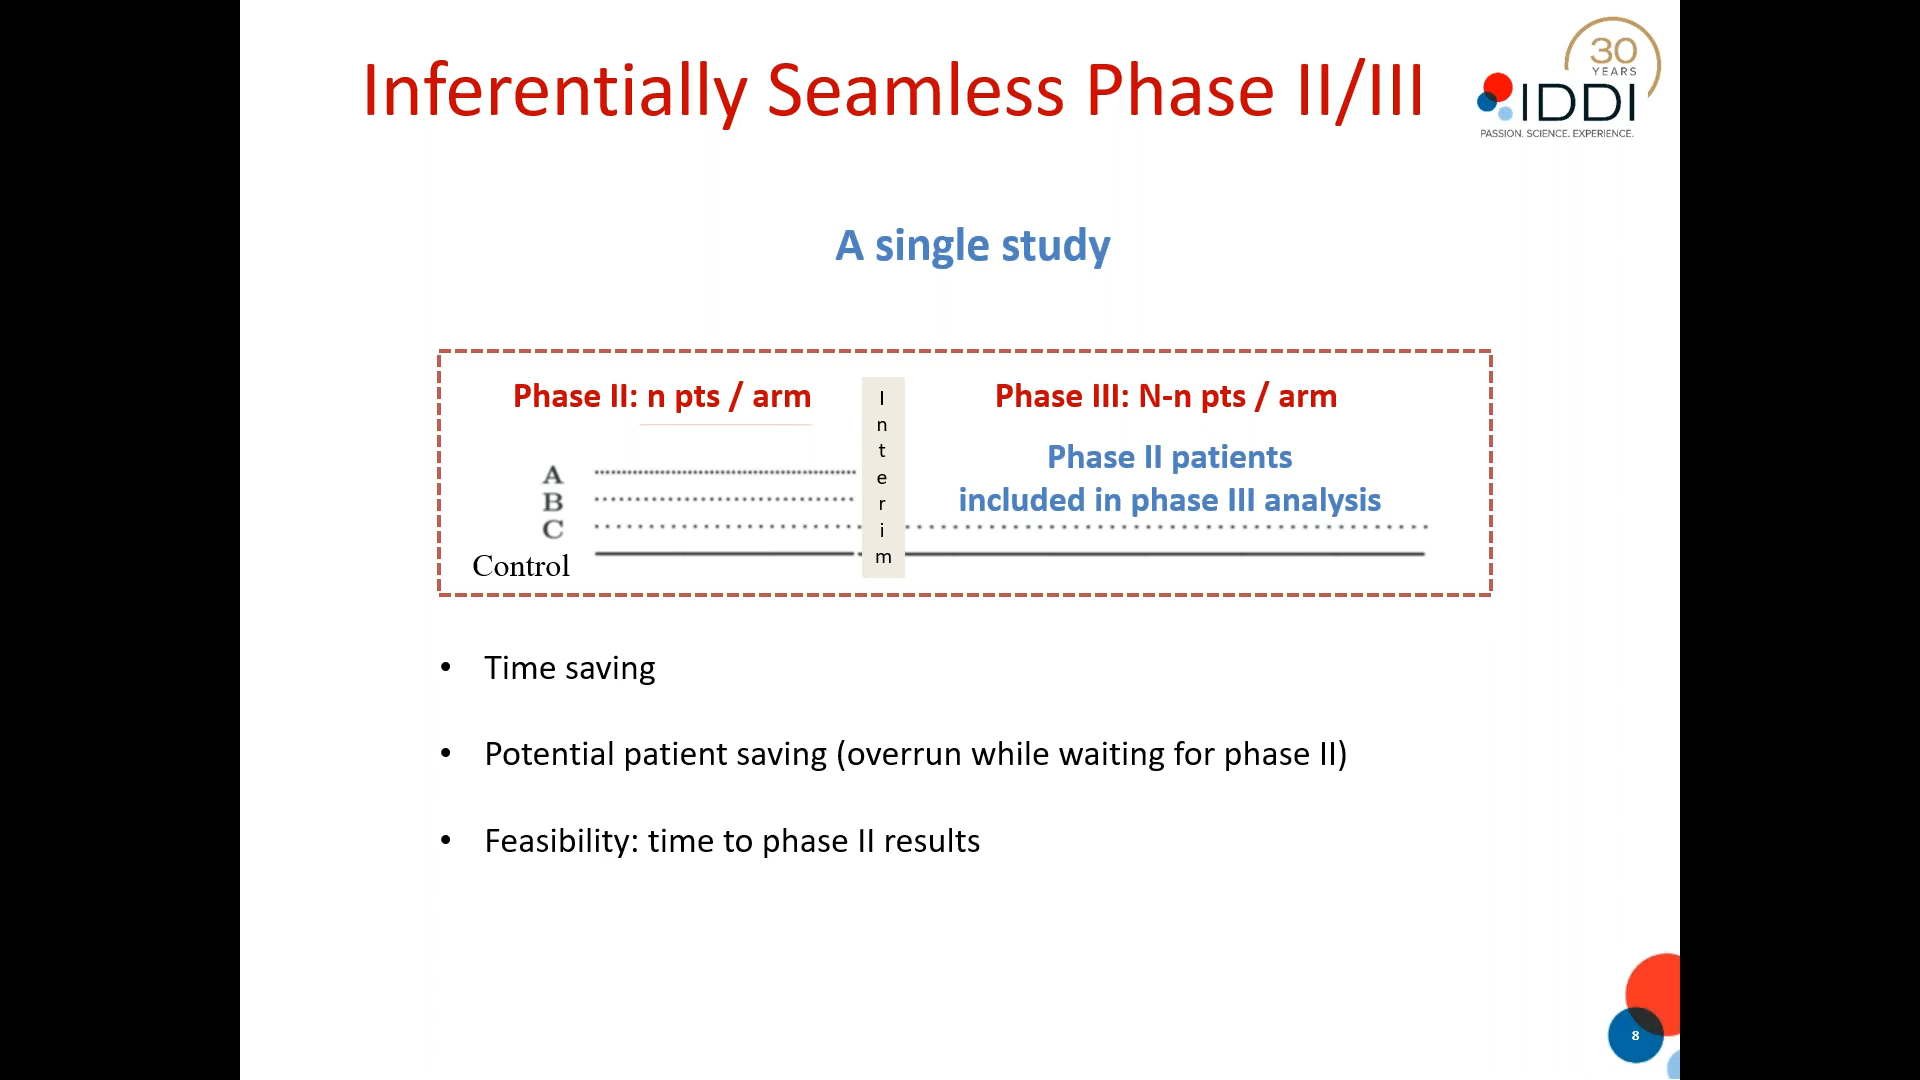 Inferentially Seamless Phase II/III
30
YEARS
IDDI
PASSION. SCIENCE. EXPERIENCE.
A single study
Phase II: n pts / arm
Interim
Phase III: N-n pts / arm
Phase II patients
included in phase III analysis
A
B
C
Control
• Time saving
• Potential patient saving (overrun while waiting for phase II)
• Feasibility: time to phase II results
8